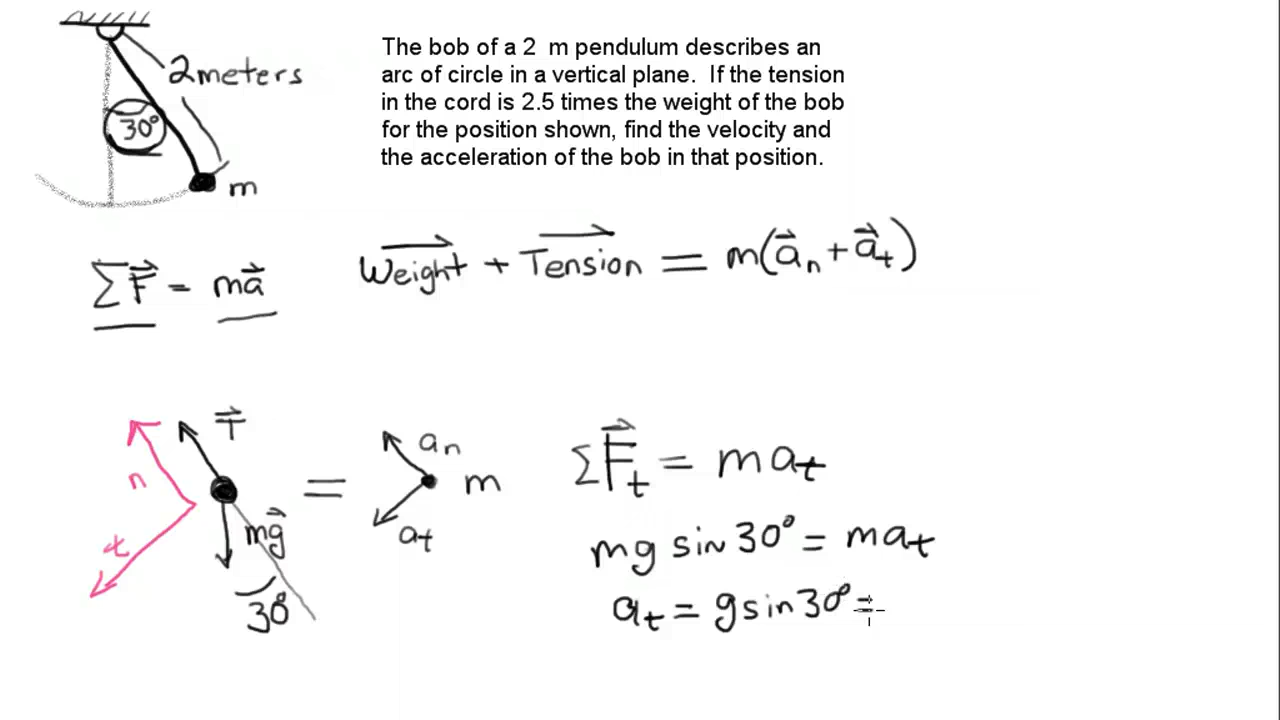 2meters
30°
m
The bob of a 2 m pendulum describes an
arc of circle in a vertical plane. If the tension
in the cord is 2.5 times the weight of the bob
for the position shown, find the velocity and
the acceleration of the bob in that position.
ΣF⃗ = ma⃗
Weight + Tension = m(a⃗n + a⃗t)
T⃗
n
t
mg⃗
30°
=
an
at
m
ΣF⃗t = mat
mg sin 30° = mat
at = g sin 30° =